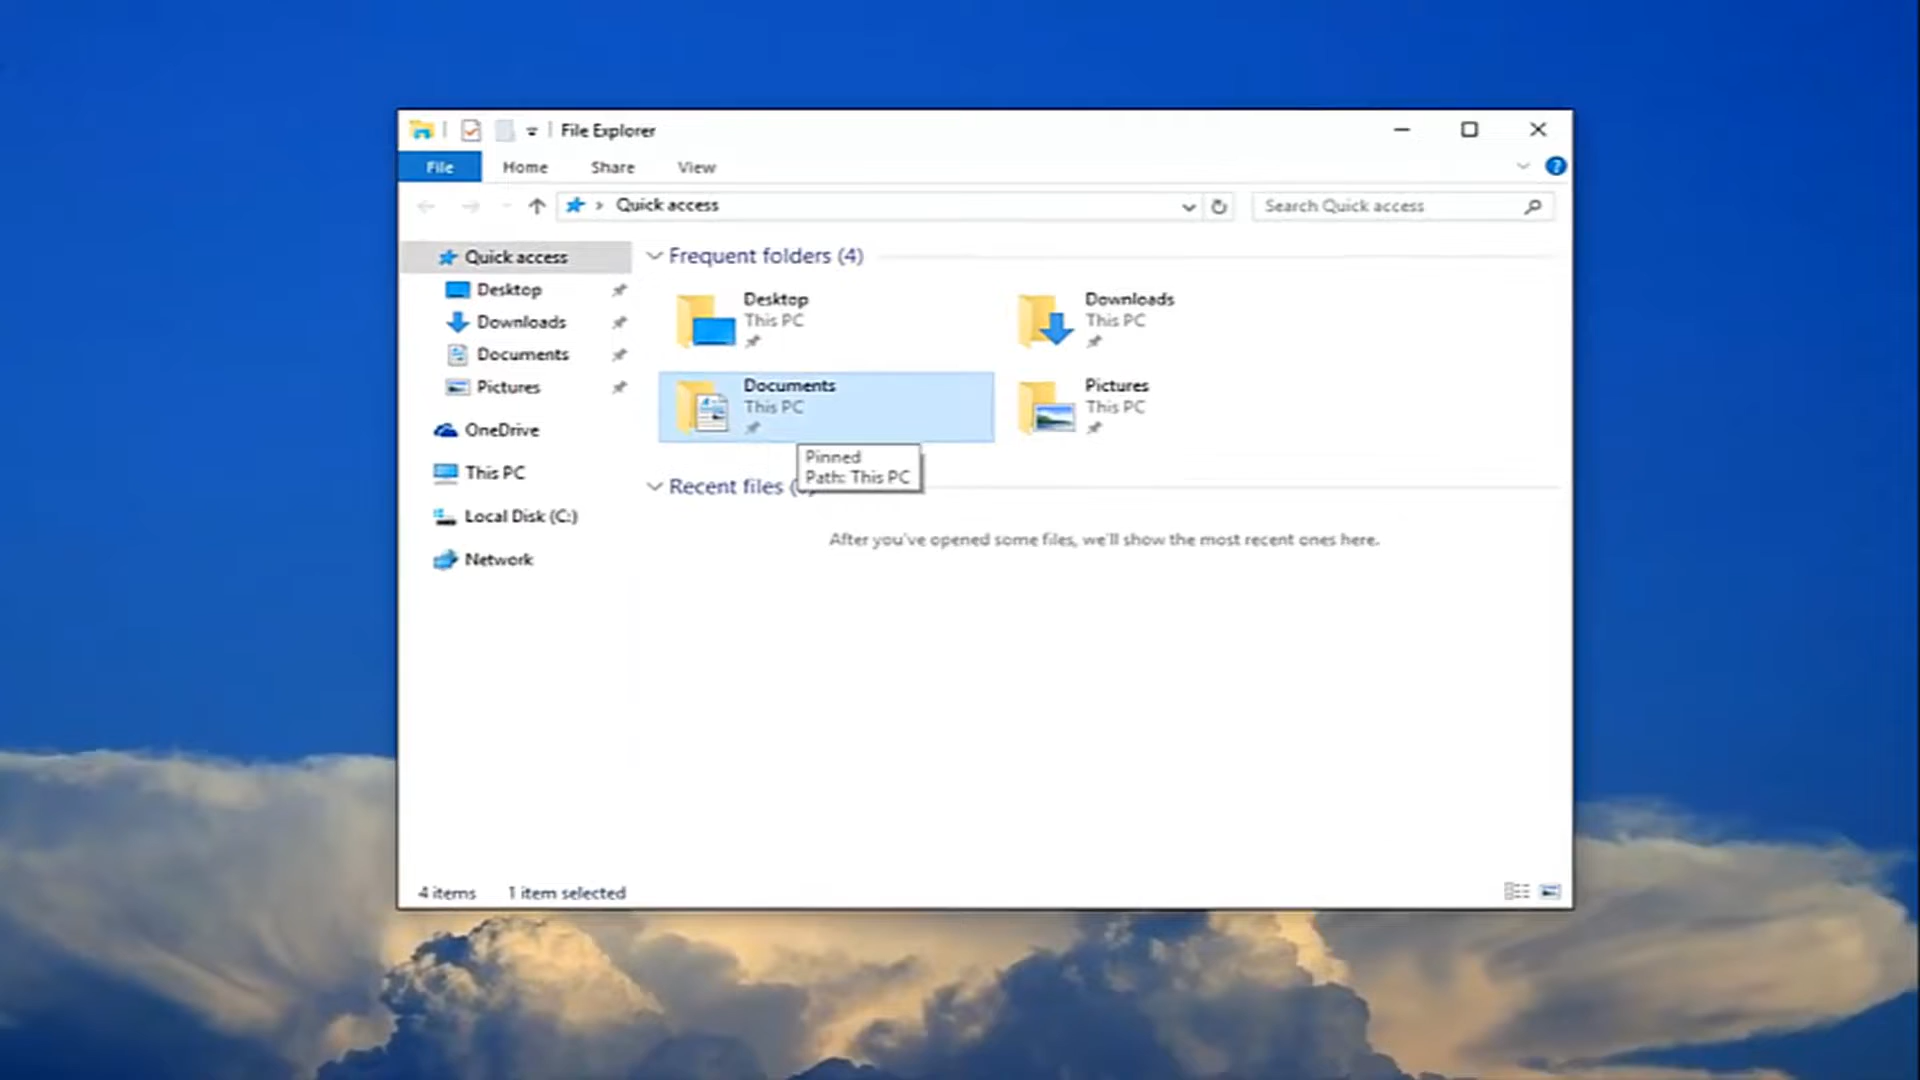 File Explorer
File Home Share View
Quick access
Search Quick access
Quick access
Desktop
Downloads
Documents
Pictures
OneDrive
This PC
Local Disk (C:)
Network
Frequent folders (4)
Desktop
This PC
Downloads
This PC
Documents
This PC
Pictures
This PC
Pinned
Path: This PC
Recent files
After you've opened some files, we'll show the most recent ones here.
4 items 1 item selected